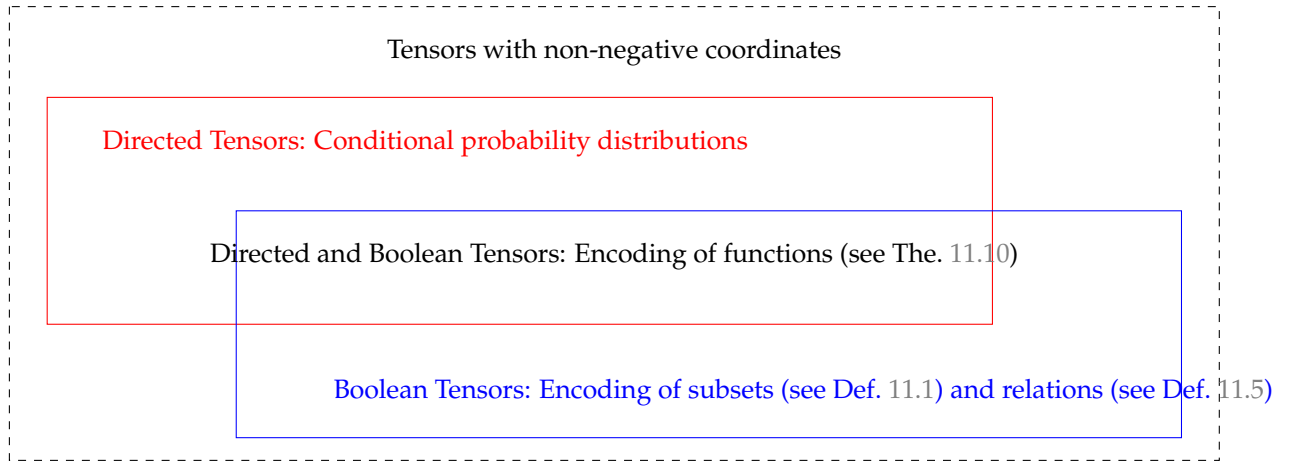 Tensors with non-negative coordinates
Directed Tensors: Conditional probability distributions
Directed and Boolean Tensors: Encoding of functions (see The. 11.10)
Boolean Tensors: Encoding of subsets (see Def. 11.1) and relations (see Def. 11.5)